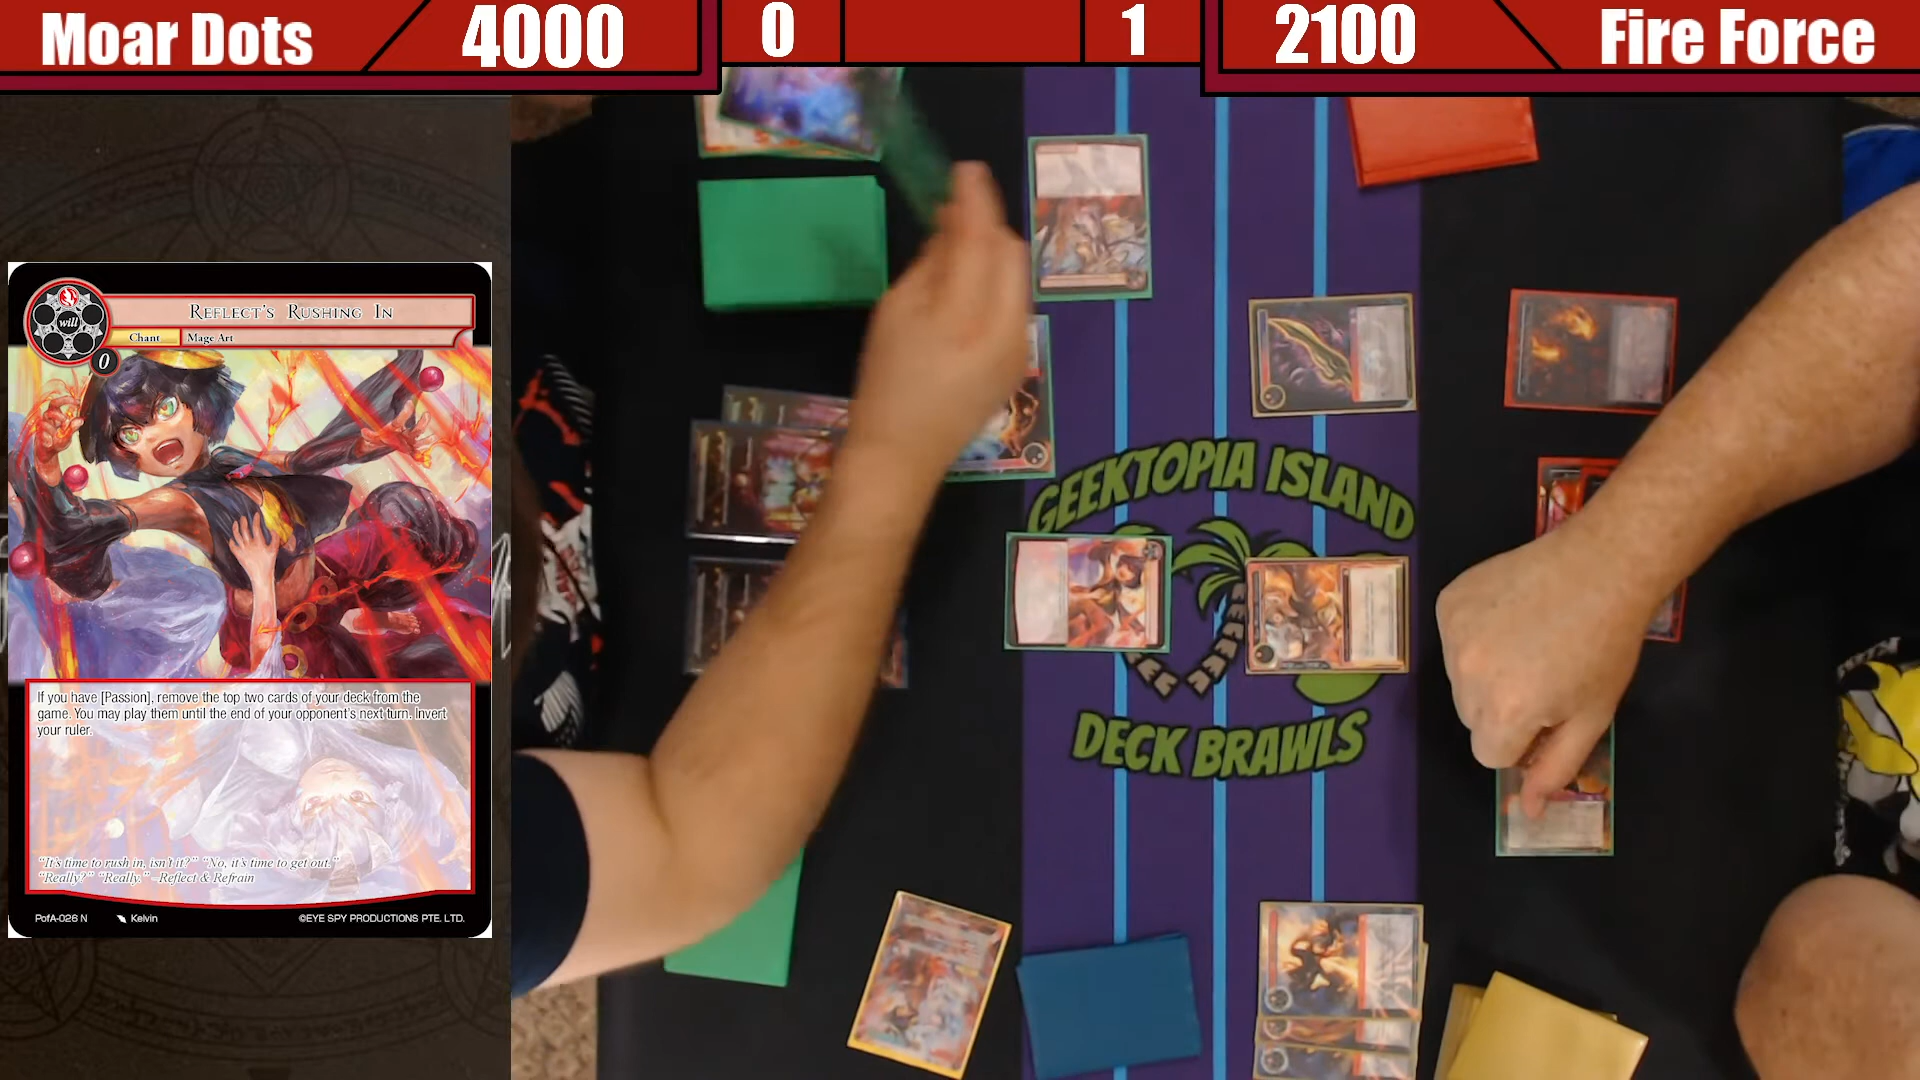 Moar Dots
4000
0
1
2100
Fire Force
will
0
REFLECT'S RUSHING IN
Chant
Mage Art
If you have [Passion], remove the top two cards of your deck from the
game. You may play them until the end of your opponent's next turn. Invert
your ruler.
"It's time to rush in, isn't it?" "No, it's time to get out."
"Really?" "Really." –Reflect & Refrain
PofA-026 N
Kelvin
©EYE SPY PRODUCTIONS PTE. LTD.
GEEKTOPIA ISLAND
DECK BRAWLS